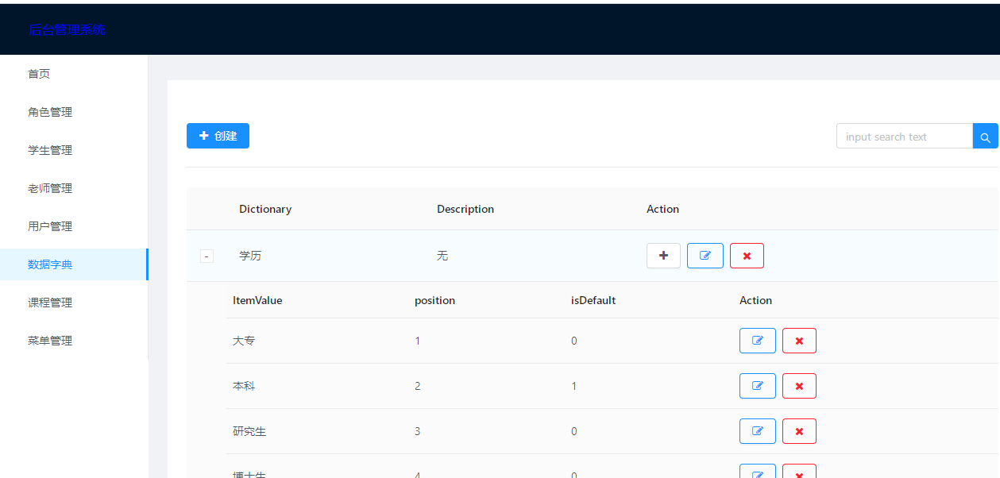 后台管理系统
首页
角色管理
学生管理
老师管理
用户管理
数据字典
课程管理
菜单管理
+ 创建
input search text
Dictionary Description Action
- 学历 无
ItemValue position isDefault Action
大专 1 0
本科 2 1
研究生 3 0
博士生 4 0